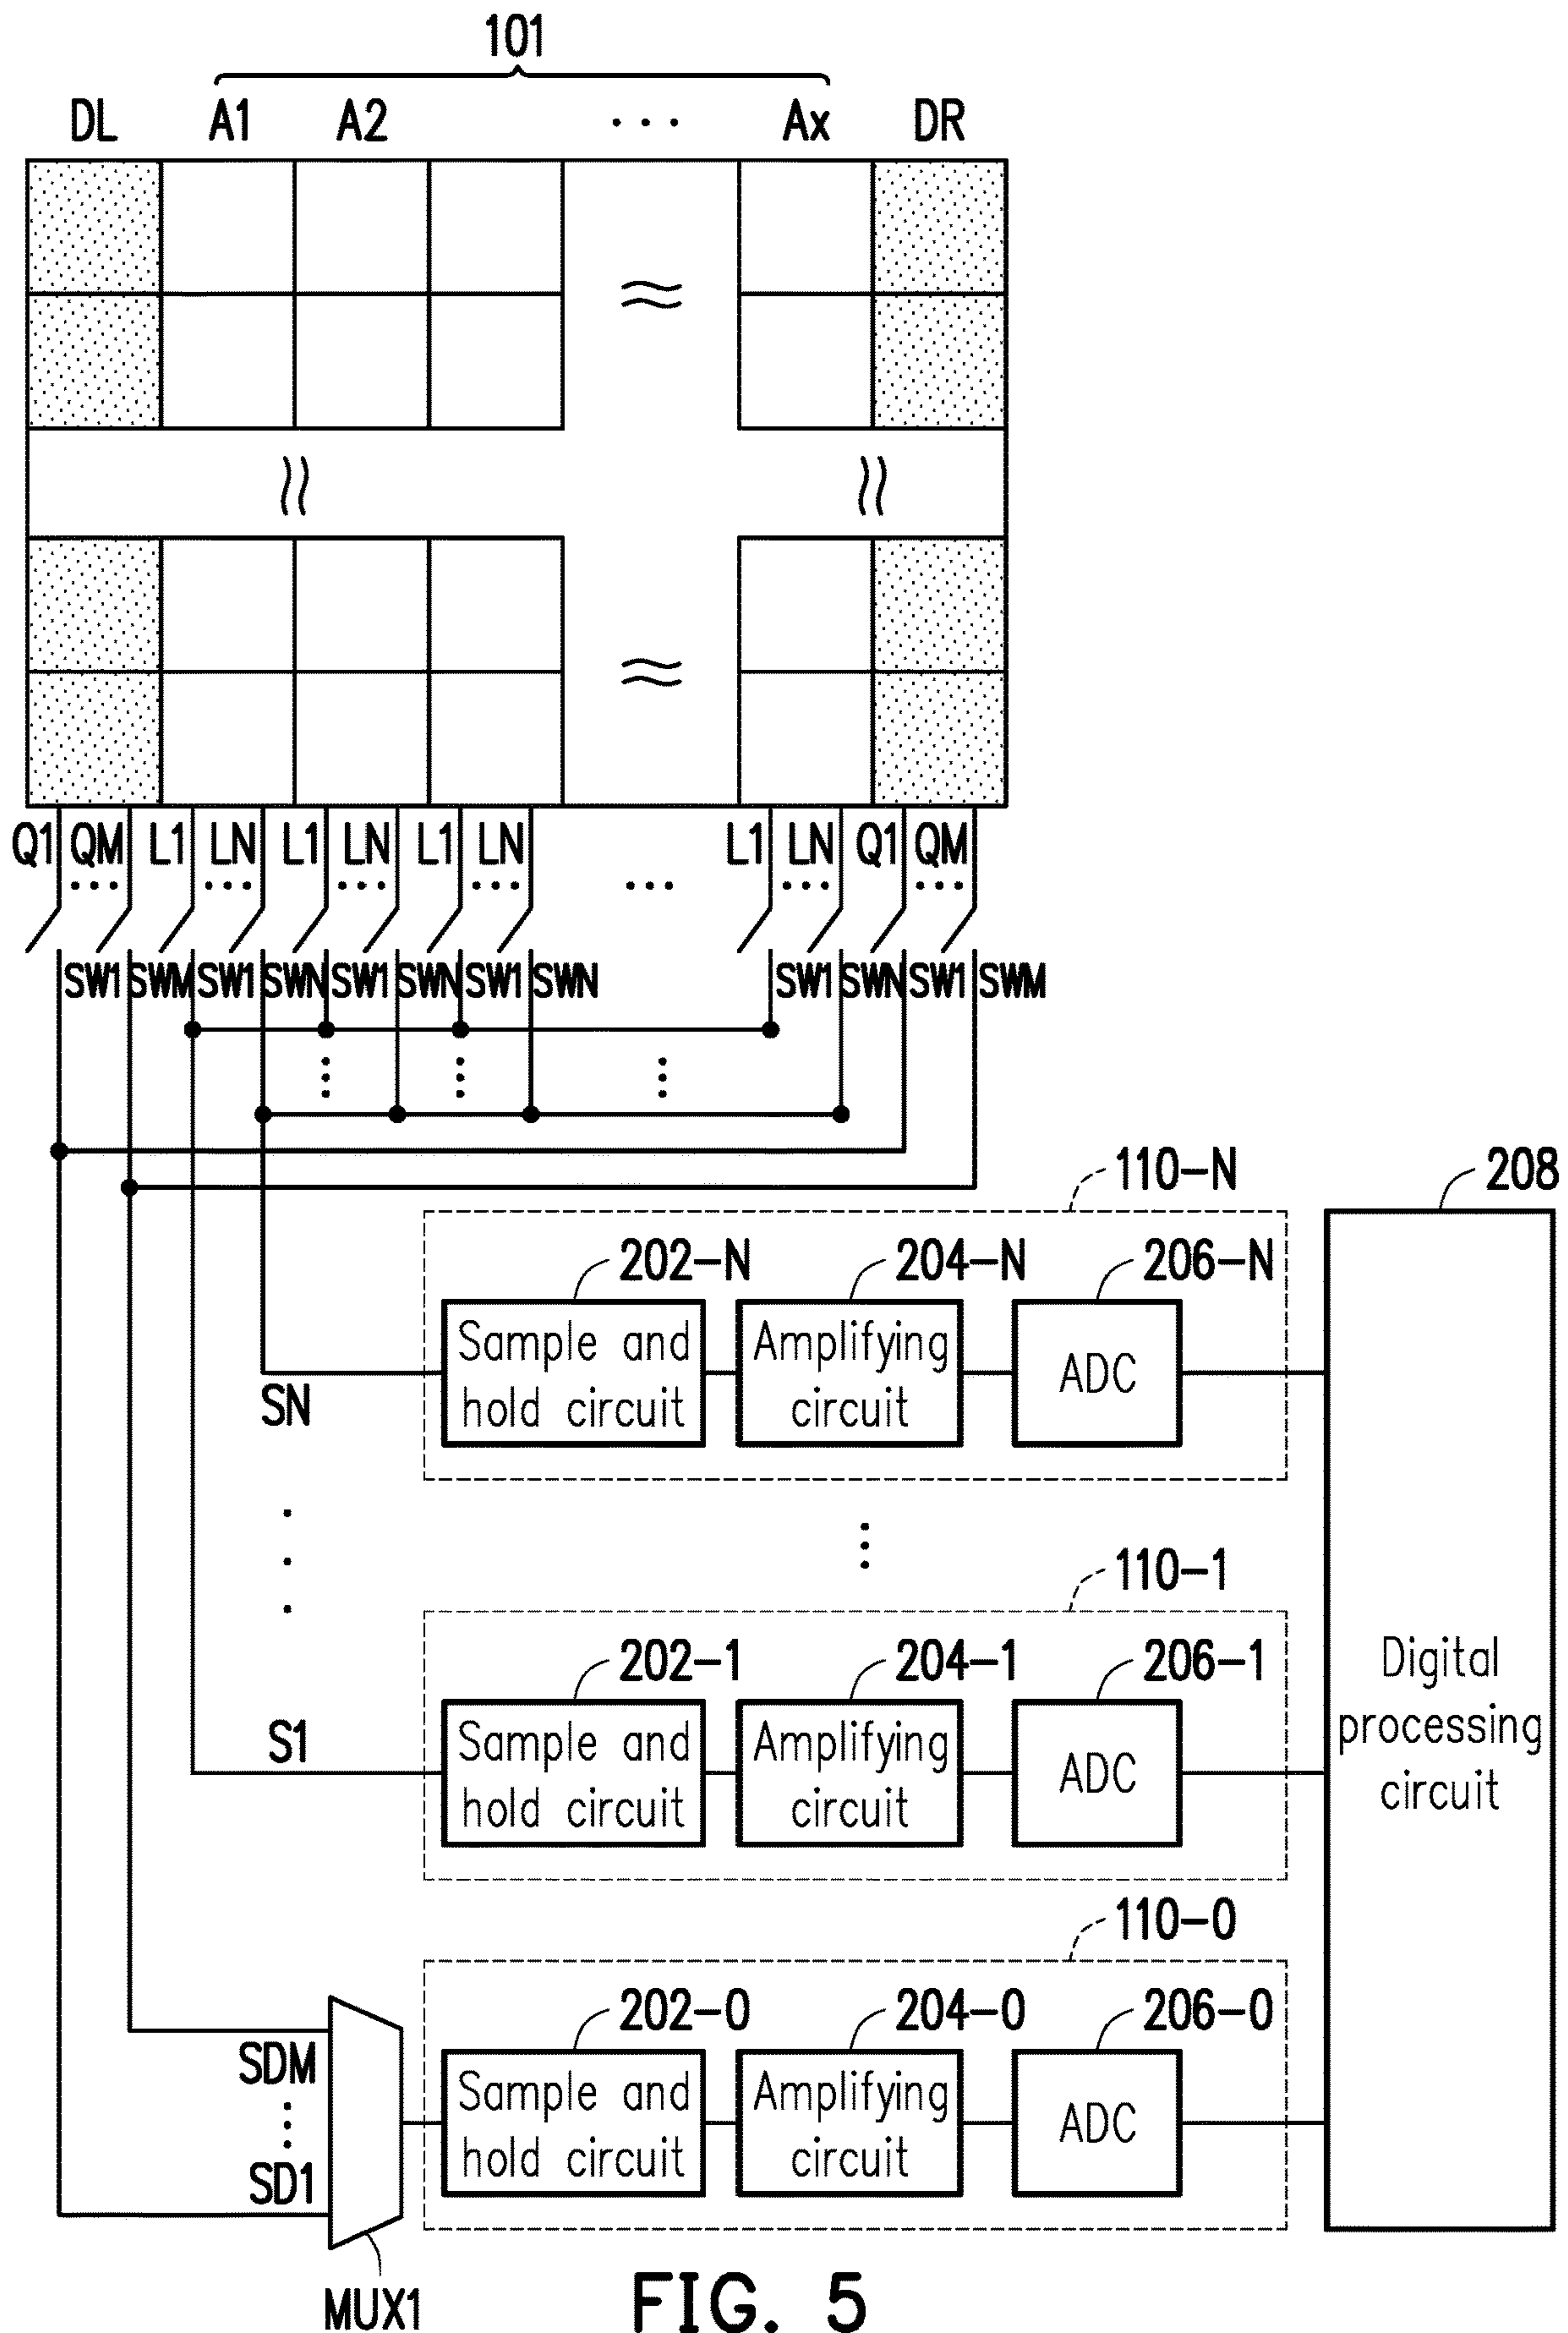 101
DL A1 A2 ... Ax DR
Q1 QM L1 LN L1 LN L1 LN L1 LN Q1 QM
... ... ... ... ... ... ...
SW1 SWM SW1 SWN SW1 SWN SW1 SWN SW1 SWN SW1 SWM
110-N
208
202-N 204-N 206-N
Sample and hold circuit
Amplifying circuit
ADC
SN
110-1
202-1 204-1 206-1
S1
Sample and hold circuit
Amplifying circuit
ADC
Digital
processing
circuit
110-0
202-0 204-0 206-0
SDM
Sample and hold circuit
Amplifying circuit
ADC
SD1
MUX1
FIG. 5